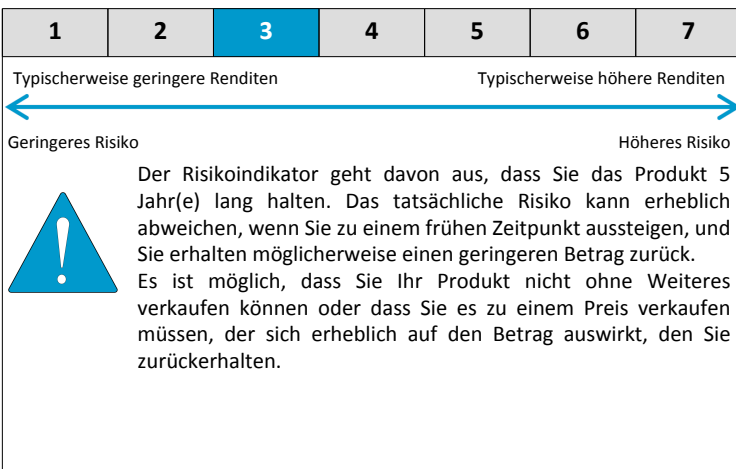 1 2 3 4 5 6 7
Typischerweise geringere Renditen Typischerweise höhere Renditen
Geringeres Risiko Höheres Risiko
Der Risikoindikator geht davon aus, dass Sie das Produkt 5
Jahr(e) lang halten. Das tatsächliche Risiko kann erheblich
abweichen, wenn Sie zu einem frühen Zeitpunkt aussteigen, und
Sie erhalten möglicherweise einen geringeren Betrag zurück.
Es ist möglich, dass Sie Ihr Produkt nicht ohne Weiteres
verkaufen können oder dass Sie es zu einem Preis verkaufen
müssen, der sich erheblich auf den Betrag auswirkt, den Sie
zurückerhalten.